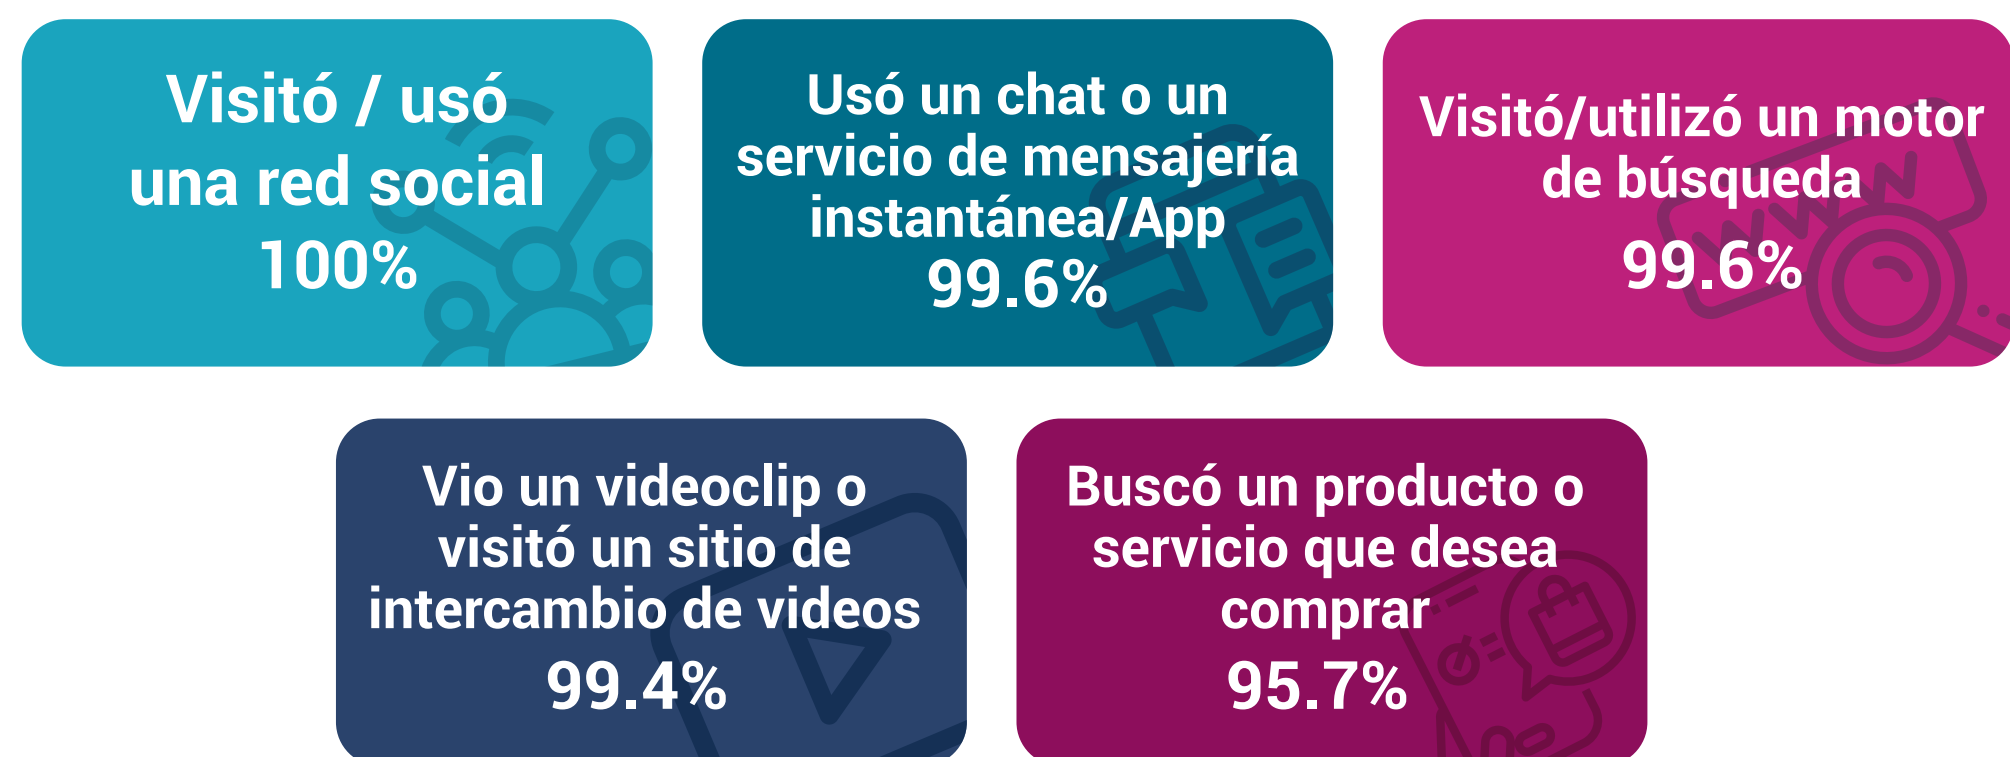 Visitó / usó
una red social
100%
Usó un chat o un
servicio de mensajería
instantánea/App
99.6%
Visitó/utilizó un motor
de búsqueda
99.6%
www
Vio un videoclip o
visitó un sitio de
intercambio de videos
99.4%
Buscó un producto o
servicio que desea
comprar
95.7%